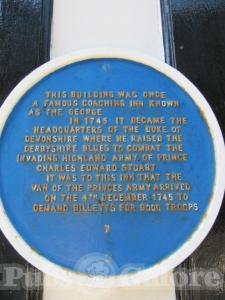 THIS BUILDING WAS ONCE
A FAMOUS COACHING INN KNOWN
AS THE GEORGE
IN 1745 IT BECAME THE
HEADQUARTERS OF THE DUKE OF
DEVONSHIRE WHERE HE RAISED THE
DERBYSHIRE BLUES TO COMBAT THE
INVADING HIGHLAND ARMY OF PRINCE
CHARLES EDWARD STUART
IT WAS TO THIS INN THAT THE
VAN OF THE PRINCES ARMY ARRIVED
ON THE 4TH DECEMBER 1745 TO
DEMAND BILLETTS FOR 9000 TROOPS
7